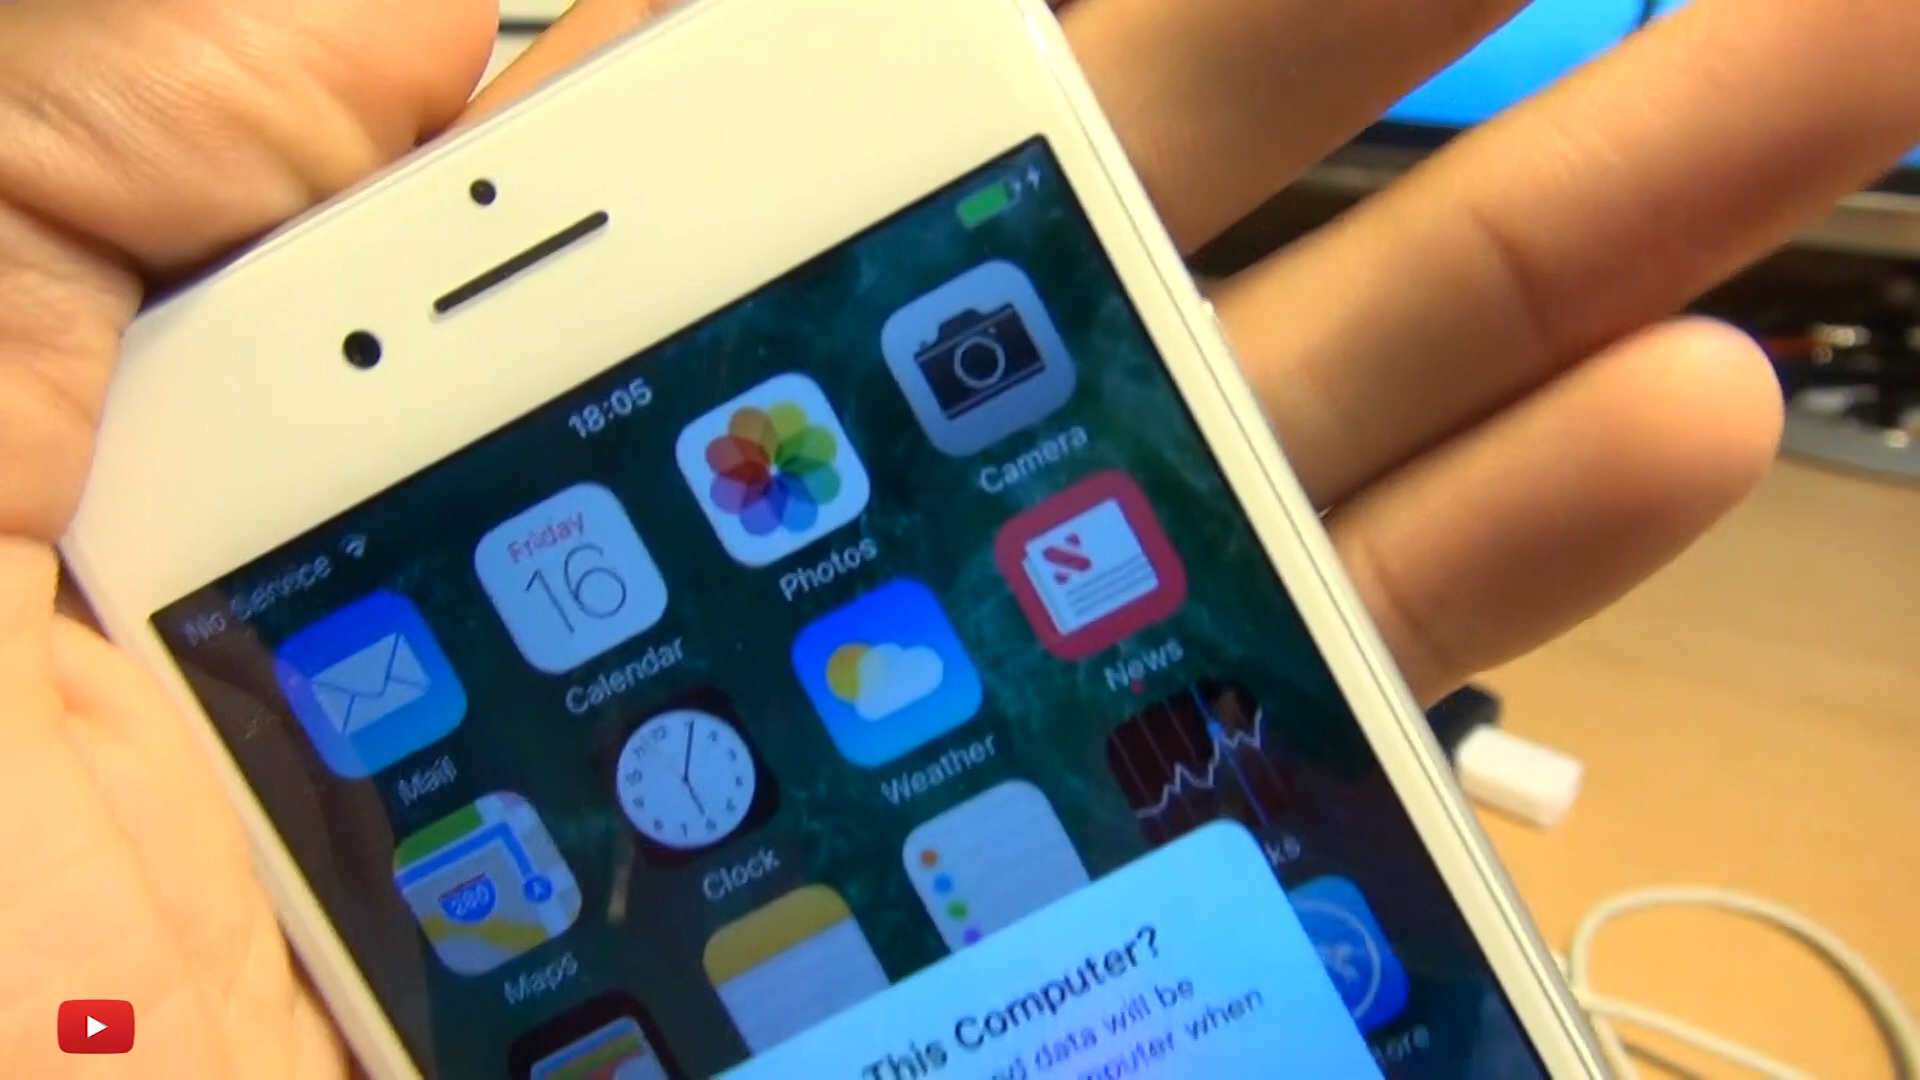 No Service
18:05
Mail
Friday
16
Calendar
Photos
Camera
Maps
280
Clock
Weather
News
This Computer?
data will be
when